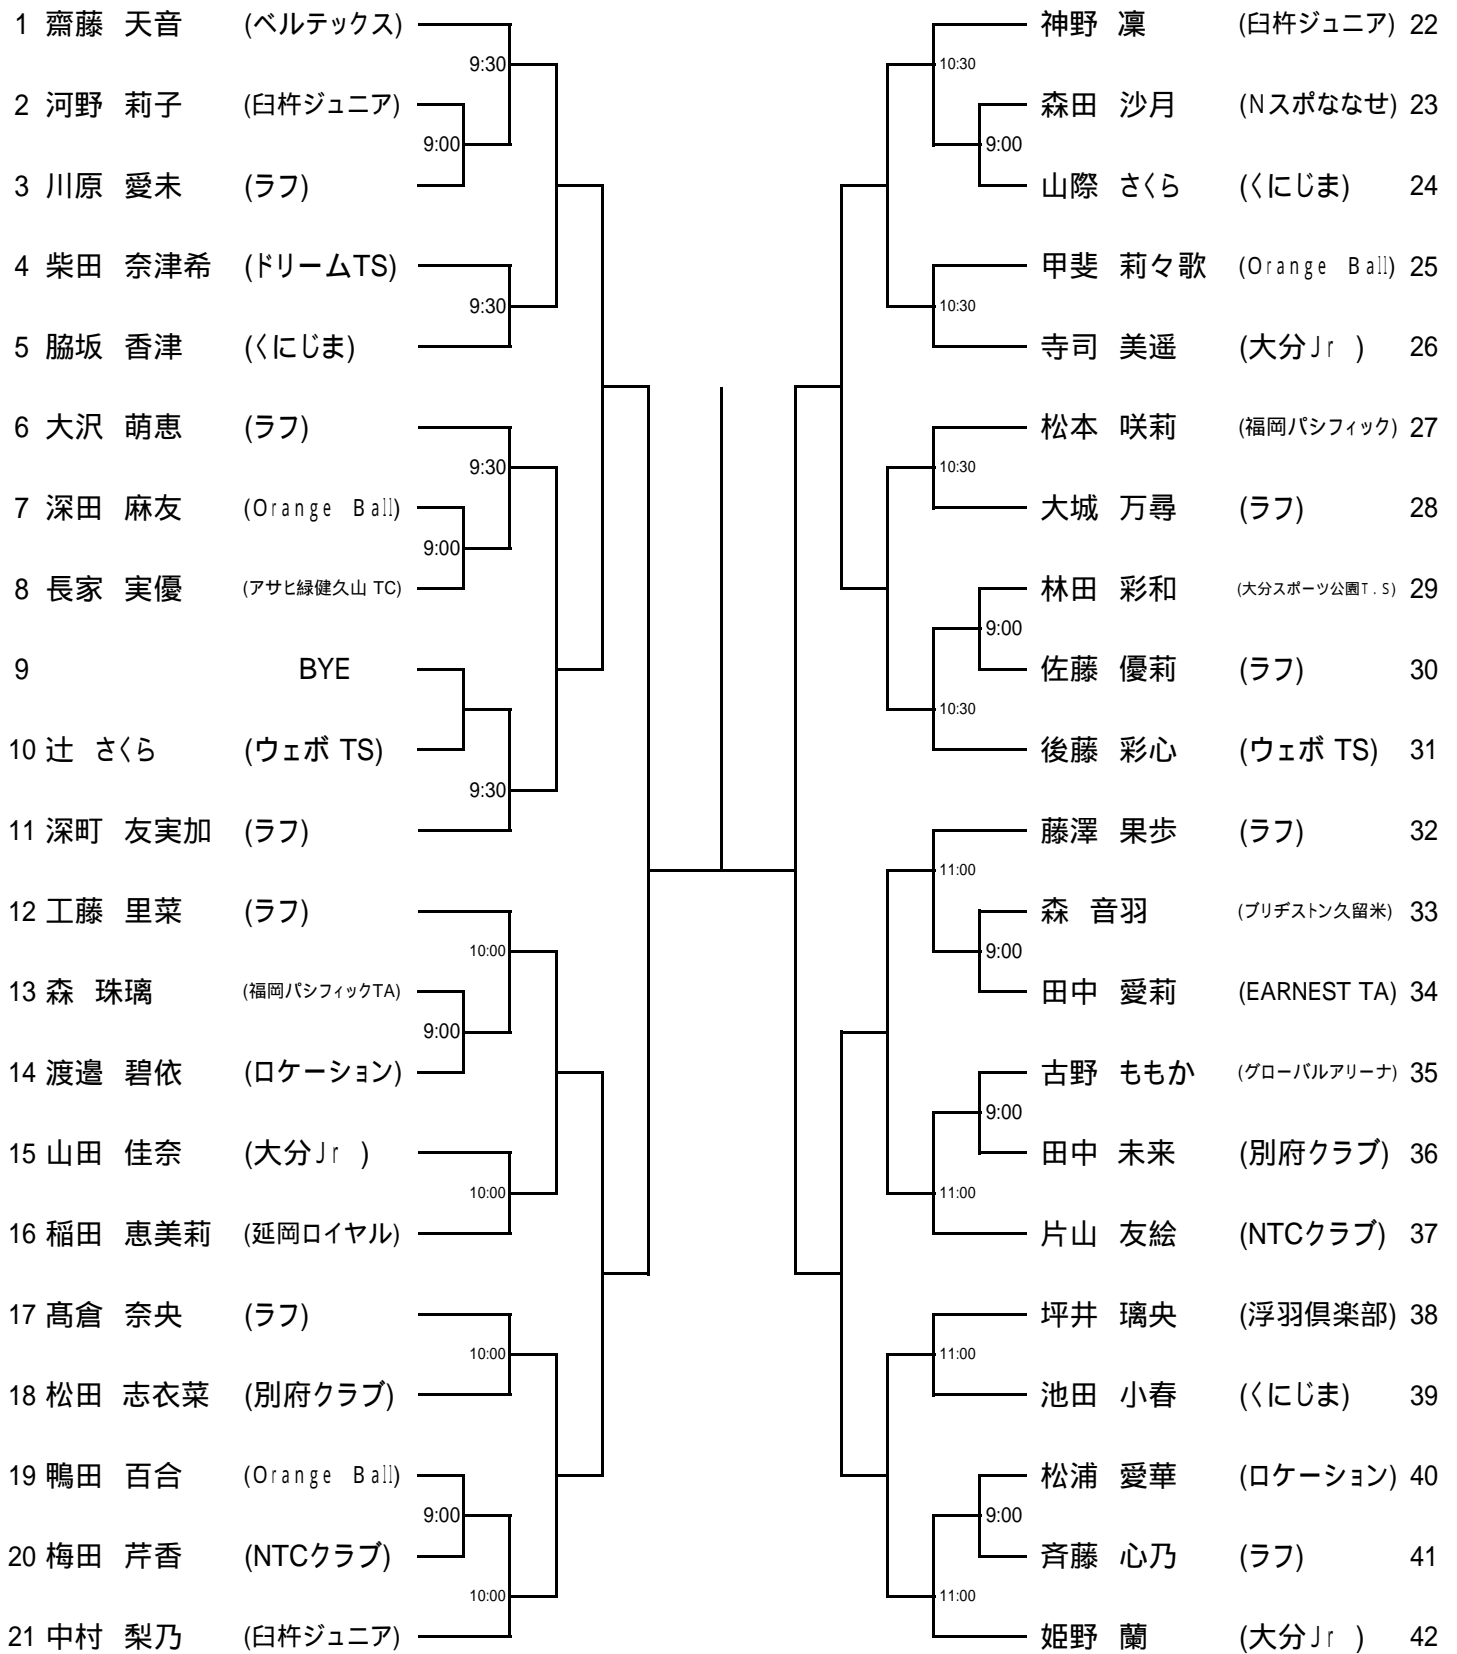 1 齋藤 天音 (ベルテックス)
9:30
2 河野 莉子 (臼杵ジュニア)
9:00
3 川原 愛未 (ラフ)
4 柴田 奈津希 (ドリームTS)
9:30
5 脇坂 香津 (くにじま)
6 大沢 萌恵 (ラフ)
9:30
7 深田 麻友 (Orange Ball)
9:00
8 長家 実優 (アサヒ緑健久山 TC)
9 BYE
10 辻 さくら (ウェボ TS)
9:30
11 深町 友実加 (ラフ)
12 工藤 里菜 (ラフ)
10:00
13 森 珠璃 (福岡パシフィックTA)
9:00
14 渡邉 碧依 (ロケーション)
15 山田 佳奈 (大分Jr )
10:00
16 稲田 恵美莉 (延岡ロイヤル)
17 髙倉 奈央 (ラフ)
10:00
18 松田 志衣菜 (別府クラブ)
19 鴨田 百合 (Orange Ball)
9:00
20 梅田 芹香 (NTCクラブ)
10:00
21 中村 梨乃 (臼杵ジュニア)
神野 凜 (臼杵ジュニア) 22
10:30
森田 沙月 (Nスポななせ) 23
9:00
山際 さくら (くにじま) 24
甲斐 莉々歌 (Orange Ball) 25
10:30
寺司 美遥 (大分Jr ) 26
松本 咲莉 (福岡パシフィック) 27
10:30
大城 万尋 (ラフ) 28
林田 彩和 (大分スポーツ公園T.S) 29
9:00
佐藤 優莉 (ラフ) 30
10:30
後藤 彩心 (ウェボ TS) 31
藤澤 果歩 (ラフ) 32
11:00
森 音羽 (ブリヂストン久留米) 33
9:00
田中 愛莉 (EARNEST TA) 34
古野 ももか (グローバルアリーナ) 35
9:00
田中 未来 (別府クラブ) 36
11:00
片山 友絵 (NTCクラブ) 37
坪井 璃央 (浮羽倶楽部) 38
11:00
池田 小春 (くにじま) 39
松浦 愛華 (ロケーション) 40
9:00
斉藤 心乃 (ラフ) 41
11:00
姫野 蘭 (大分Jr ) 42